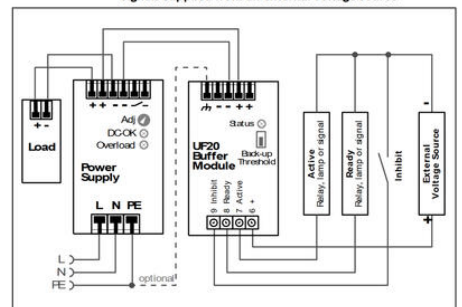 + + - -
- - + +
Adj
DC-OK
Overload
Power
Supply
L N PE
+ -
Load
Status
UF20
Buffer
Module
Back-up
Threshold
9 Inhibit
8 Ready
7 Active
6 +
Active
Relay, lamp or signal
Ready
Relay, lamp or signal
Inhibit
External
Voltage Source
-
+
L
N
PE
optional